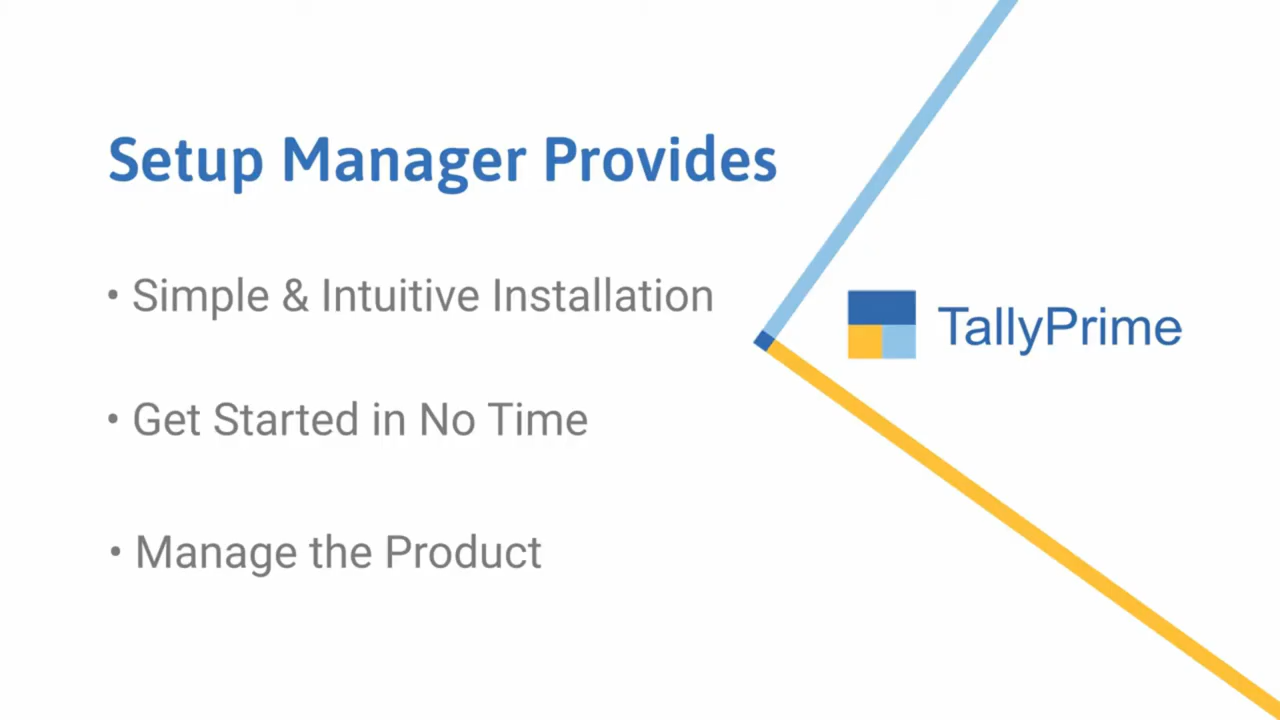 Setup Manager Provides
• Simple & Intuitive Installation
TallyPrime
• Get Started in No Time
• Manage the Product